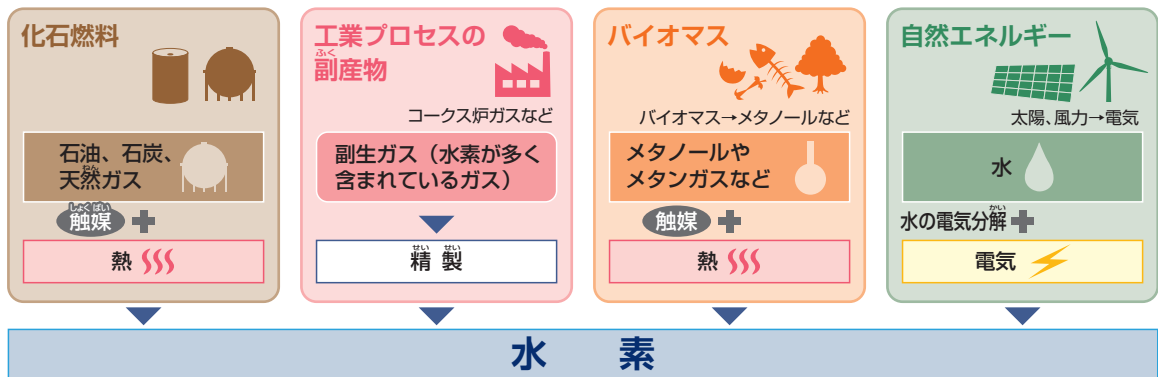 化石燃料
石油、石炭、
天然ガス
ねん
触媒
しょくばい
熱
工業プロセスの
副産物
ふく
コークス炉ガスなど
副生ガス（水素が多く
含まれているガス）
精製
せい せい
バイオマス
バイオマス→メタノールなど
メタノールや
メタンガスなど
触媒
熱
自然エネルギー
太陽、風力→電気
水
水の電気分解
かい
電気
水 素